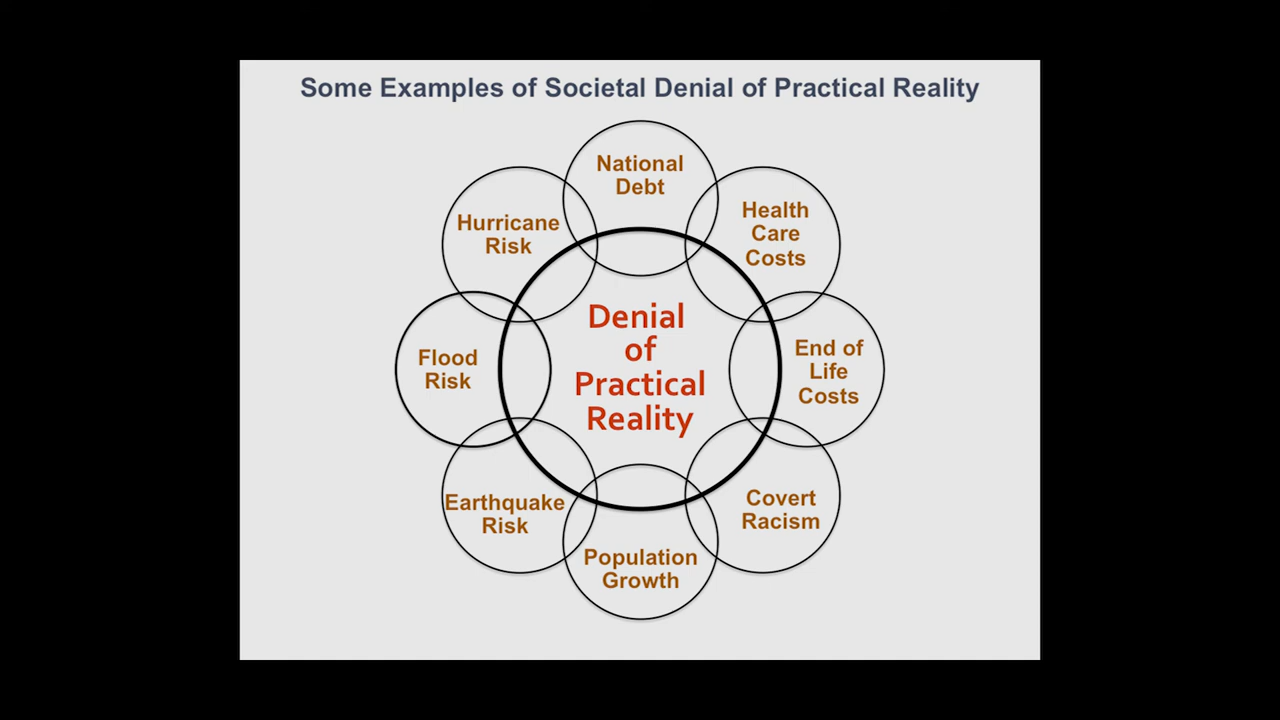 Some Examples of Societal Denial of Practical Reality
National
Debt
Health
Care
Costs
End of
Life
Costs
Covert
Racism
Population
Growth
Earthquake
Risk
Flood
Risk
Hurricane
Risk
Denial
of
Practical
Reality